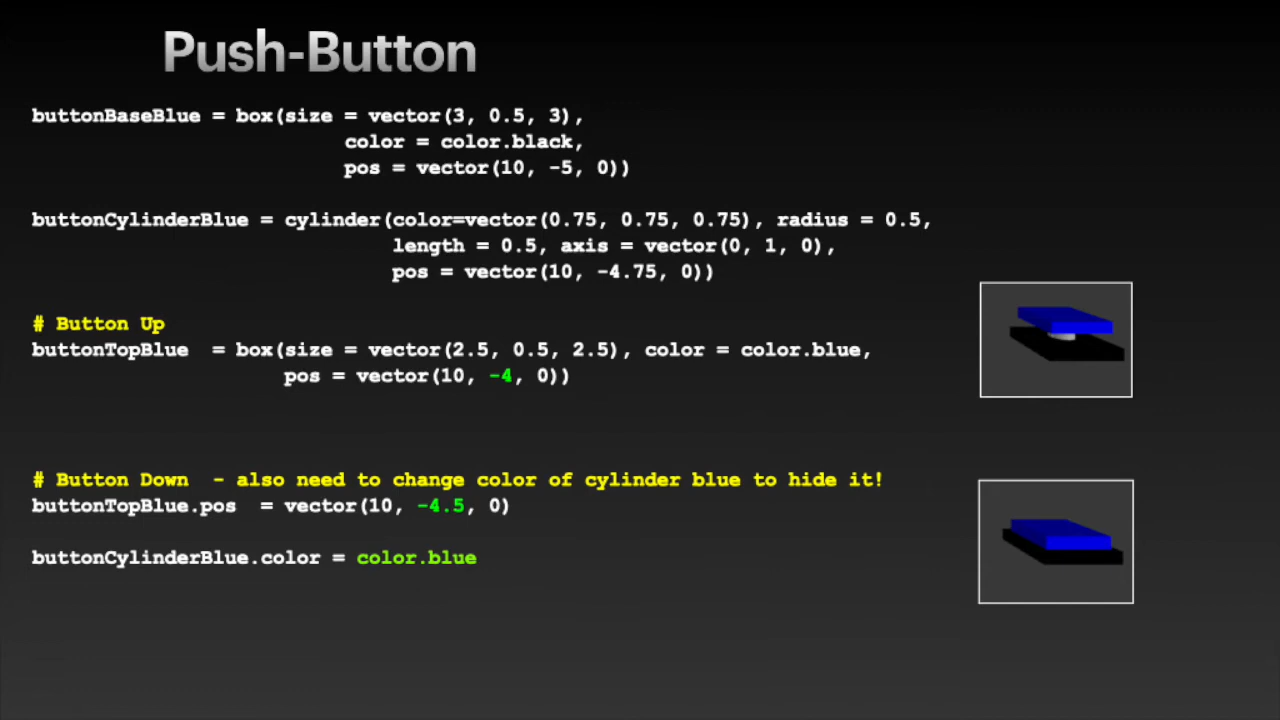 Push-Button
buttonBaseBlue = box(size = vector(3, 0.5, 3),
color = color.black,
pos = vector(10, -5, 0))
buttonCylinderBlue = cylinder(color=vector(0.75, 0.75, 0.75), radius = 0.5,
length = 0.5, axis = vector(0, 1, 0),
pos = vector(10, -4.75, 0))
# Button Up
buttonTopBlue  = box(size = vector(2.5, 0.5, 2.5), color = color.blue,
pos = vector(10, -4, 0))
# Button Down  - also need to change color of cylinder blue to hide it!
buttonTopBlue.pos  = vector(10, -4.5, 0)
buttonCylinderBlue.color = color.blue